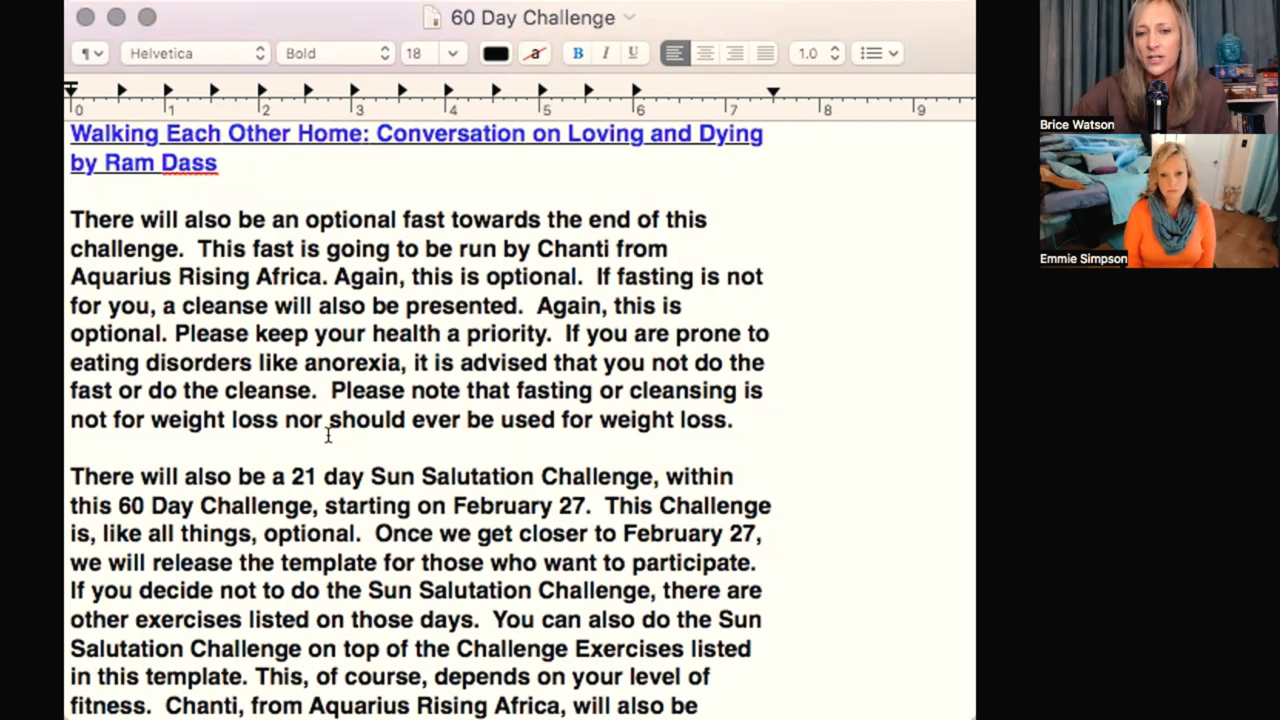 60 Day Challenge
Helvetica
Bold
18
a
B I U
1.0
0 1 2 3 4 5 6 7 8 9
Walking Each Other Home: Conversation on Loving and Dying
by Ram Dass
There will also be an optional fast towards the end of this
challenge.  This fast is going to be run by Chanti from
Aquarius Rising Africa. Again, this is optional.  If fasting is not
for you, a cleanse will also be presented.  Again, this is
optional. Please keep your health a priority.  If you are prone to
eating disorders like anorexia, it is advised that you not do the
fast or do the cleanse.  Please note that fasting or cleansing is
not for weight loss nor should ever be used for weight loss.
There will also be a 21 day Sun Salutation Challenge, within
this 60 Day Challenge, starting on February 27.  This Challenge
is, like all things, optional.  Once we get closer to February 27,
we will release the template for those who want to participate.
If you decide not to do the Sun Salutation Challenge, there are
other exercises listed on those days.  You can also do the Sun
Salutation Challenge on top of the Challenge Exercises listed
in this template. This, of course, depends on your level of
fitness.  Chanti, from Aquarius Rising Africa, will also be
Brice Watson
Emmie Simpson